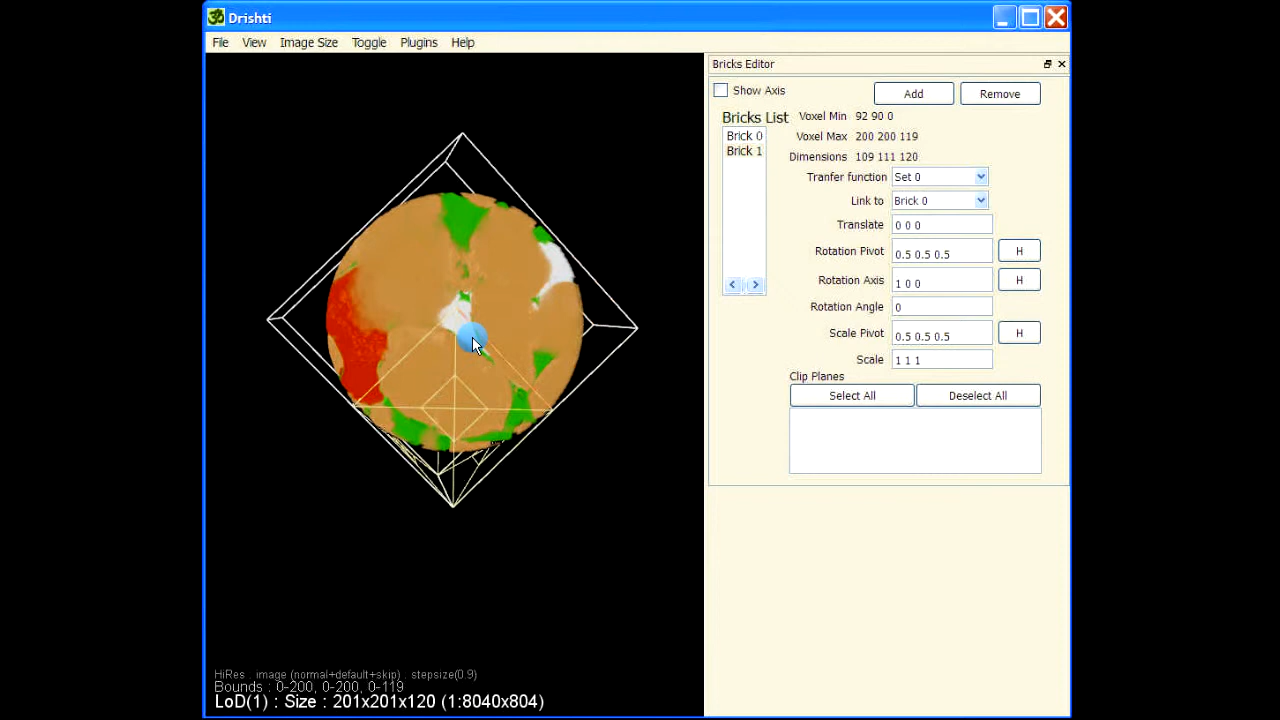 Drishti
File View Image Size Toggle Plugins Help
Bricks Editor
Show Axis Add Remove
Bricks List Voxel Min 92 90 0
Brick 0 Voxel Max 200 200 119
Brick 1 Dimensions 109 111 120
Tranfer function Set 0
Link to Brick 0
Translate 0 0 0
Rotation Pivot 0.5 0.5 0.5 H
Rotation Axis 1 0 0 H
Rotation Angle 0
Scale Pivot 0.5 0.5 0.5 H
Scale 1 1 1
Clip Planes
Select All Deselect All
HiRes . image (normal+default+skip) . stepsize(0.9)
Bounds : 0-200, 0-200, 0-119
LoD(1) : Size : 201x201x120 (1:8040x804)